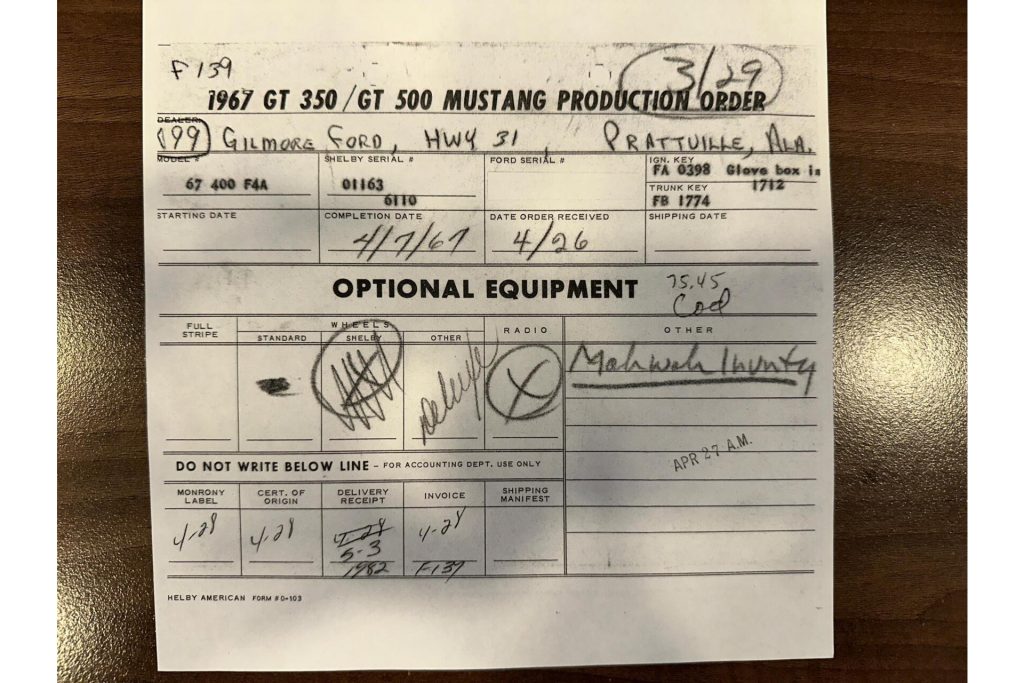 F 139
3/29
1967 GT 350/GT 500 MUSTANG PRODUCTION ORDER
DEALER
199 GILMORE FORD, HWY 31, PRATTVILLE, ALA.
MODEL # SHELBY SERIAL # FORD SERIAL # IGN. KEY
FA 0398 Glove box is
67 400 F4A 01163 TRUNK KEY 1712
6110 FB 1774
STARTING DATE COMPLETION DATE DATE ORDER RECEIVED SHIPPING DATE
4/7/67 4/26
OPTIONAL EQUIPMENT 75.45
Cod
FULL STRIPE WHEELS RADIO OTHER
STANDARD SHELBY OTHER
Deluxe X Mahwah Inventy
APR 27 A.M.
DO NOT WRITE BELOW LINE – FOR ACCOUNTING DEPT. USE ONLY
MONRONY LABEL CERT. OF ORIGIN DELIVERY RECEIPT INVOICE SHIPPING MANIFEST
4-28 4-28 4-28 4-28
5-3
1982 F-139
HELBY AMERICAN FORM #0-103